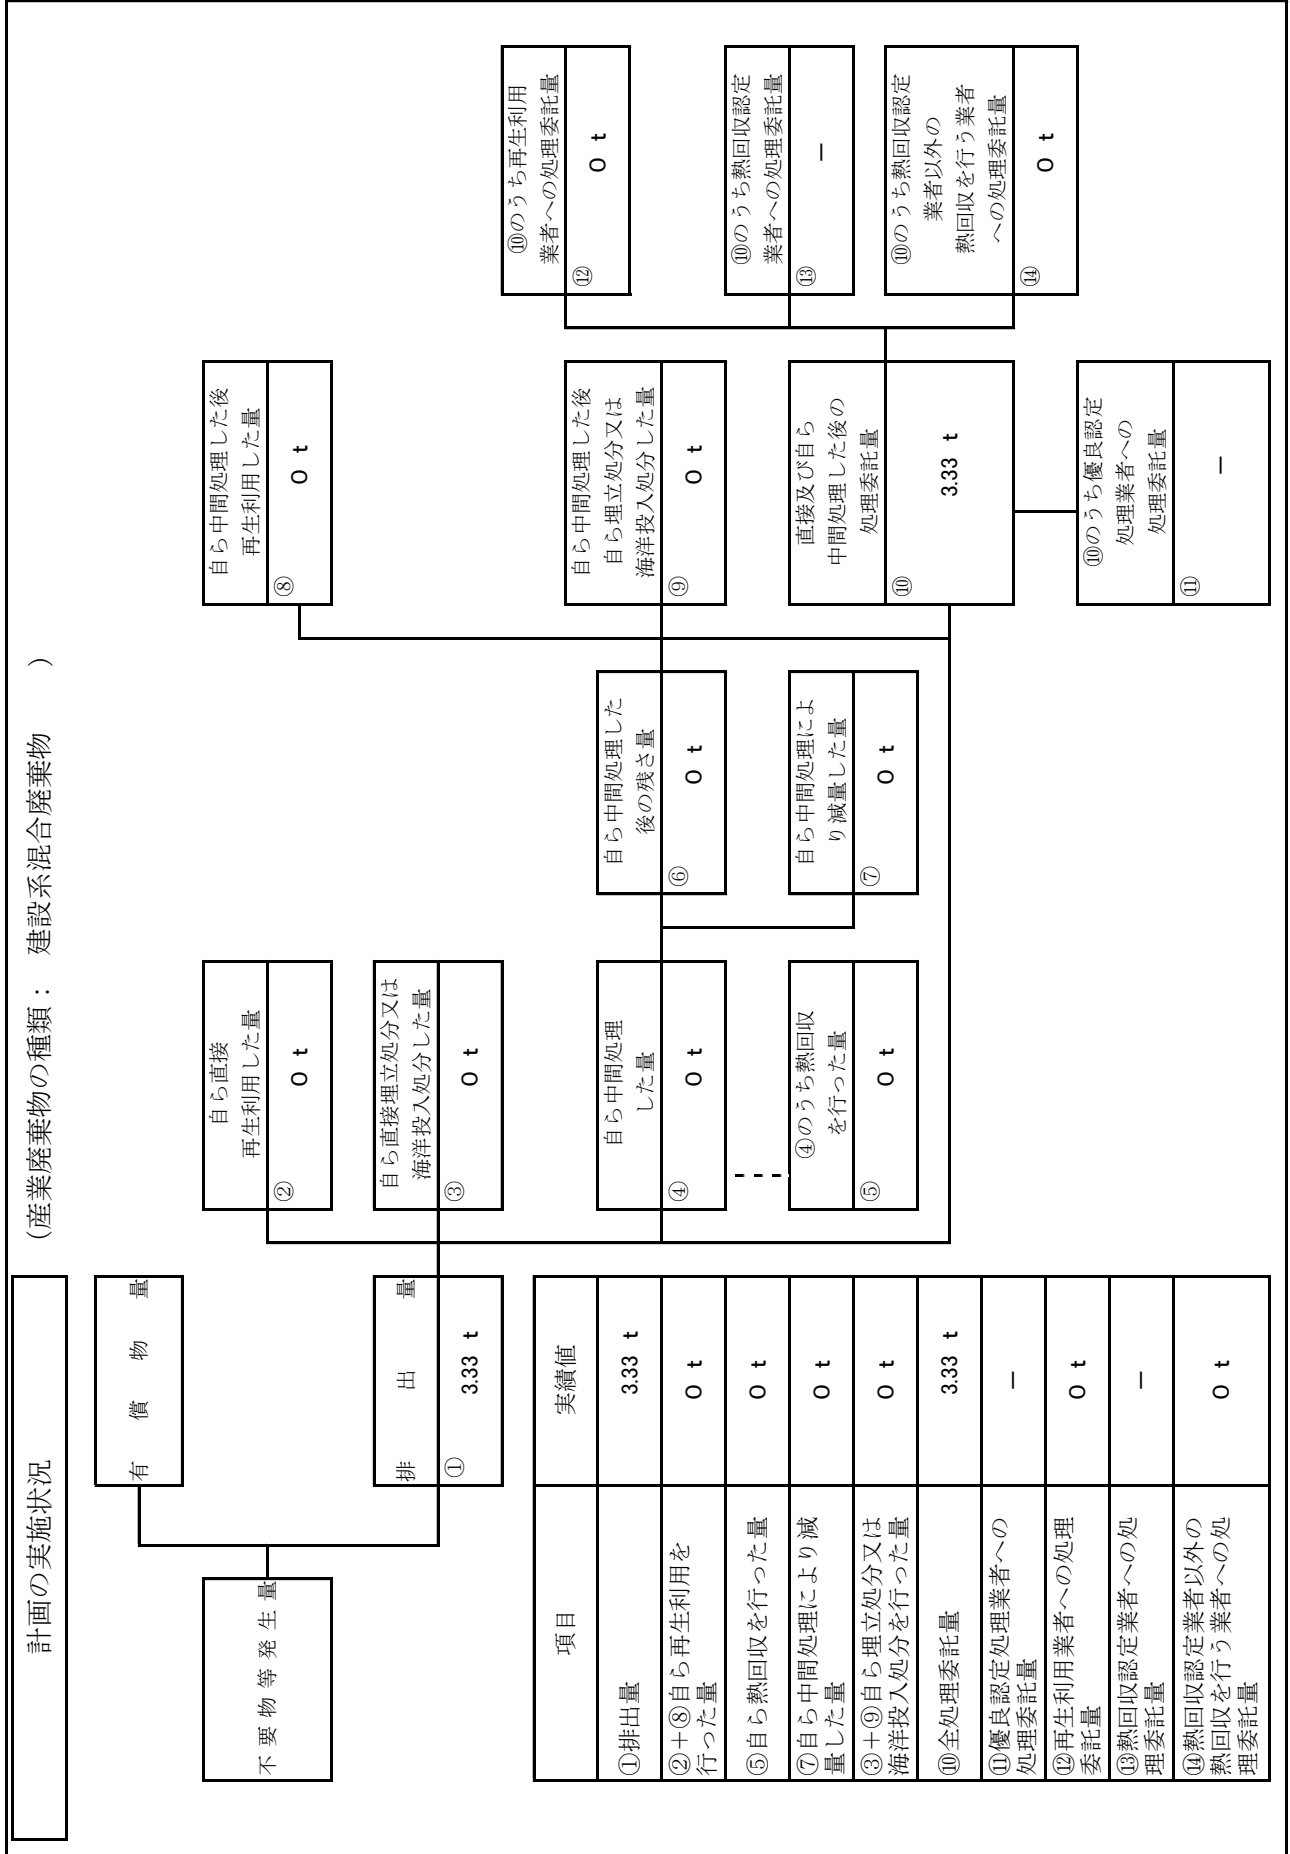 計画の実施状況
(産業廃棄物の種類： 建設系混合廃棄物 )
不要物等発生量
有償物量
排出量
①
3.33 t
自ら直接
再生利用した量
②
0 t
自ら直接埋立処分又は
海洋投入処分した量
③
0 t
自ら中間処理
した量
④
0 t
④のうち熱回収
を行った量
⑤
0 t
自ら中間処理した
後の残さ量
⑥
0 t
自ら中間処理によ
り減量した量
⑦
0 t
自ら中間処理した後
再生利用した量
⑧
0 t
自ら中間処理した後
自ら埋立処分又は
海洋投入処分した量
⑨
0 t
直接及び自ら
中間処理した後の
処理委託量
⑩
3.33 t
⑩のうち優良認定
処理業者への
処理委託量
⑪
－
⑩のうち再生利用
業者への処理委託量
⑫
0 t
⑩のうち熱回収認定
業者への処理委託量
⑬
－
⑩のうち熱回収認定
業者以外の
熱回収を行う業者
への処理委託量
⑭
0 t
項目 実績値
①排出量 3.33 t
②＋⑧自ら再生利用を
行った量 0 t
⑤自ら熱回収を行った量 0 t
⑦自ら中間処理により減
量した量 0 t
③＋⑨自ら埋立処分又は
海洋投入処分を行った量 0 t
⑩全処理委託量 3.33 t
⑪優良認定処理業者への
処理委託量 －
⑫再生利用業者への処理
委託量 0 t
⑬熱回収認定業者への処
理委託量 －
⑭熱回収認定業者以外の
熱回収を行う業者への処
理委託量 0 t